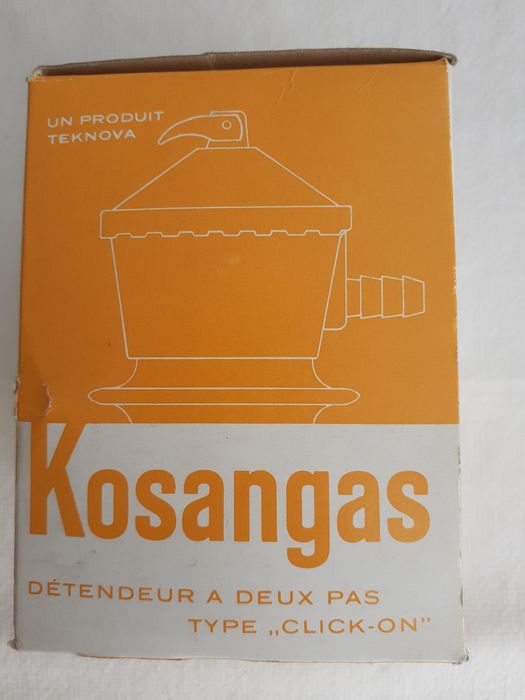 UN PRODUIT
TEKNOVA
Kosangas
DÉTENDEUR A DEUX PAS
TYPE „CLICK-ON”